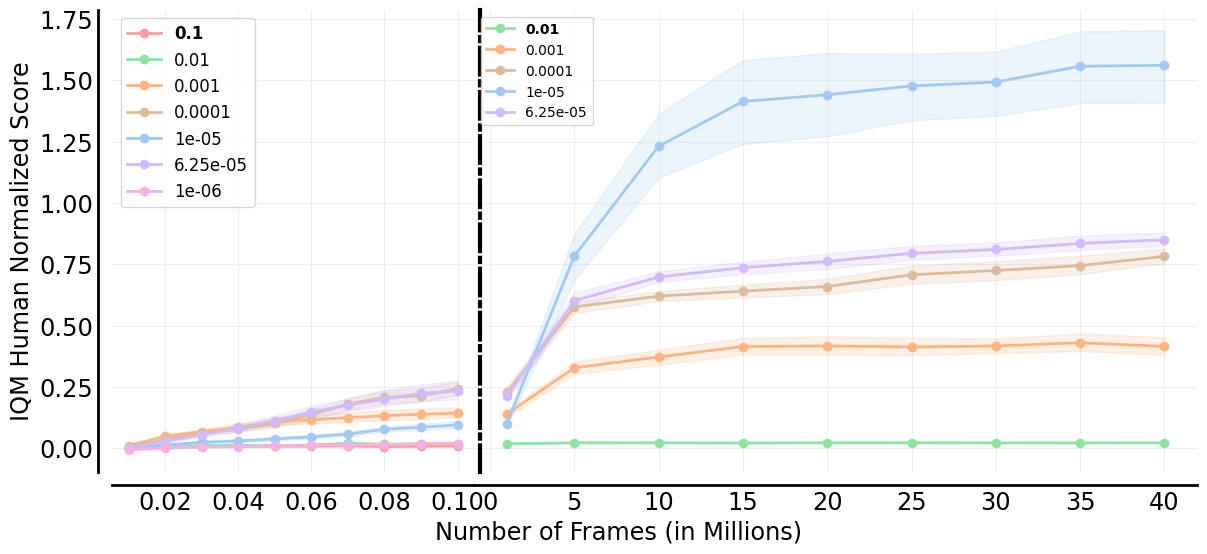 IQM Human Normalized Score
1.75
1.50
1.25
1.00
0.75
0.50
0.25
0.00
0.1
0.01
0.001
0.0001
1e-05
6.25e-05
1e-06
0.01
0.001
0.0001
1e-05
6.25e-05
0.02 0.04 0.06 0.08 0.100 5 10 15 20 25 30 35 40
Number of Frames (in Millions)